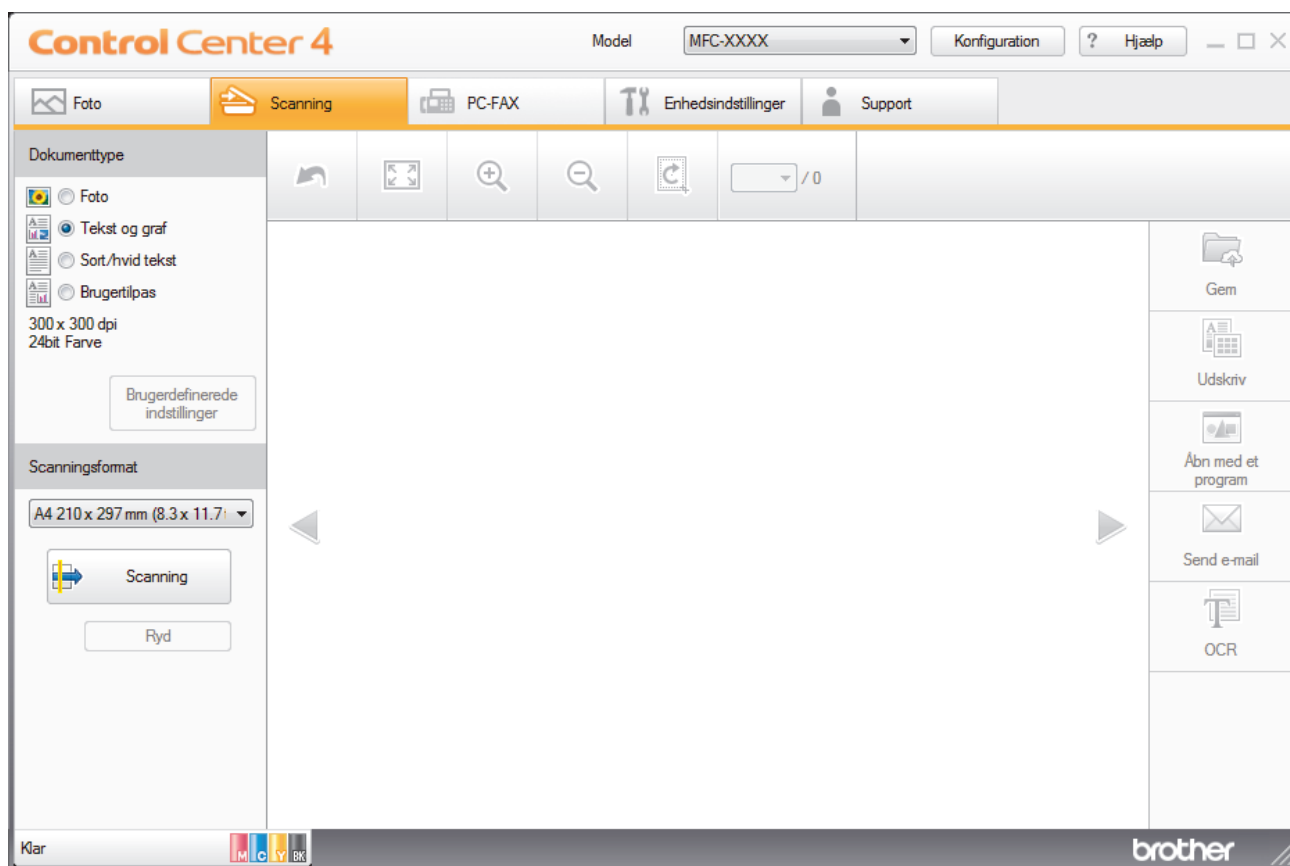 Control Center 4
Model
MFC-XXXX
Konfiguration
? Hjælp
Foto
Scanning
PC-FAX
Enhedsindstillinger
Support
Dokumenttype
Foto
Tekst og graf
Sort/hvid tekst
Brugertilpas
300 x 300 dpi
24bit Farve
Brugerdefinerede
indstillinger
Scanningsformat
A4 210 x 297 mm (8.3 x 11.7
Scanning
Ryd
/ 0
Gem
Udskriv
Åbn med et
program
Send e-mail
OCR
Klar
M C Y BK
brother